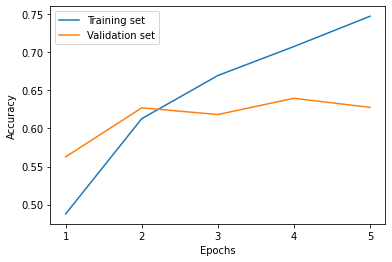 Training set
Validation set
0.75
0.70
0.65
0.60
0.55
0.50
Accuracy
1
2
3
4
5
Epochs